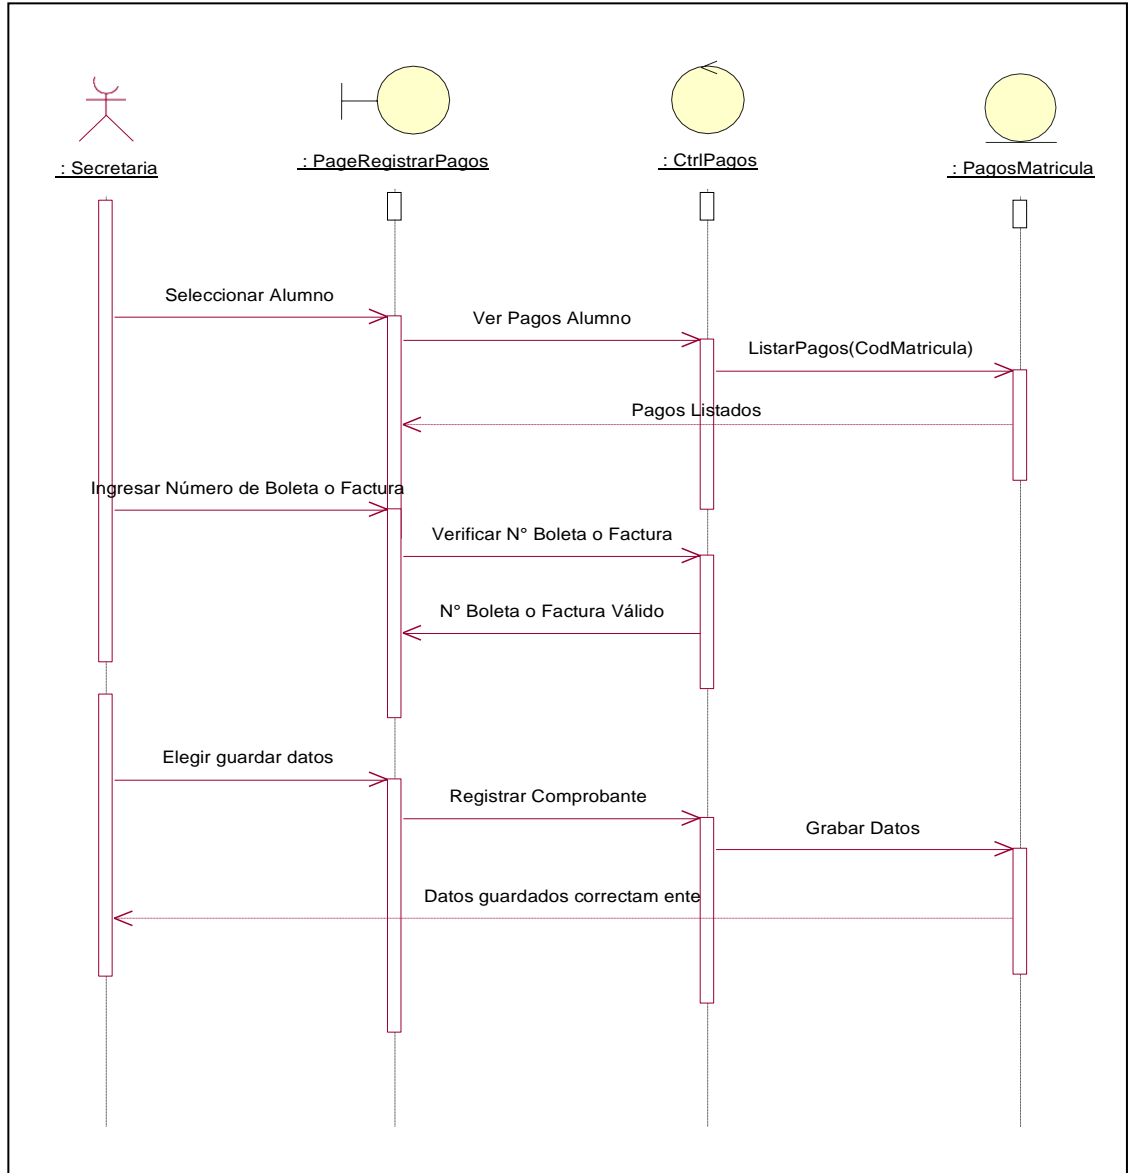 : Secretaria
: PageRegistrarPagos
: CtrlPagos
: PagosMatricula
Seleccionar Alumno
Ver Pagos Alumno
ListarPagos(CodMatricula)
Pagos Listados
Ingresar Número de Boleta o Factura
Verificar N° Boleta o Factura
N° Boleta o Factura Válido
Elegir guardar datos
Registrar Comprobante
Grabar Datos
Datos guardados correctam ente